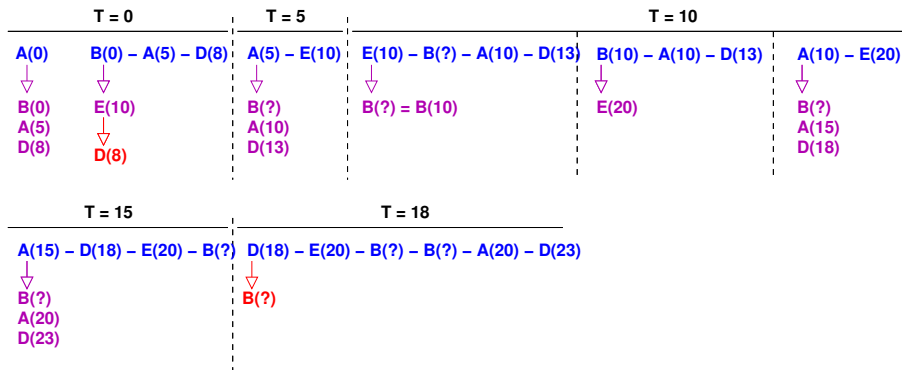 T = 0 T = 5 T = 10
A(0) B(0) – A(5) – D(8) A(5) – E(10) E(10) – B(?) – A(10) – D(13) B(10) – A(10) – D(13) A(10) – E(20)
B(0) E(10) B(?) B(?) = B(10) E(20) B(?)
A(5) A(10) A(15)
D(8) D(8) D(13) D(18)
T = 15 T = 18
A(15) – D(18) – E(20) – B(?) D(18) – E(20) – B(?) – B(?) – A(20) – D(23)
B(?) B(?)
A(20)
D(23)